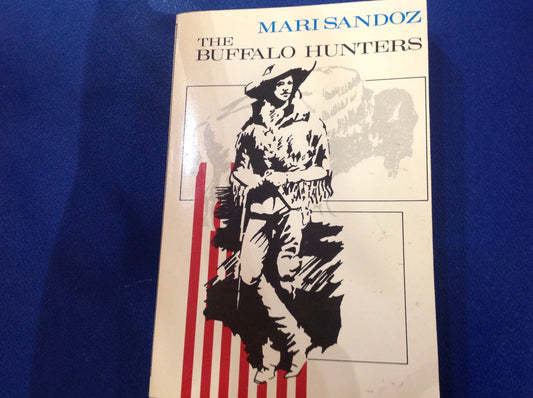 MARI SANDOZ
THE
BUFFALO HUNTERS